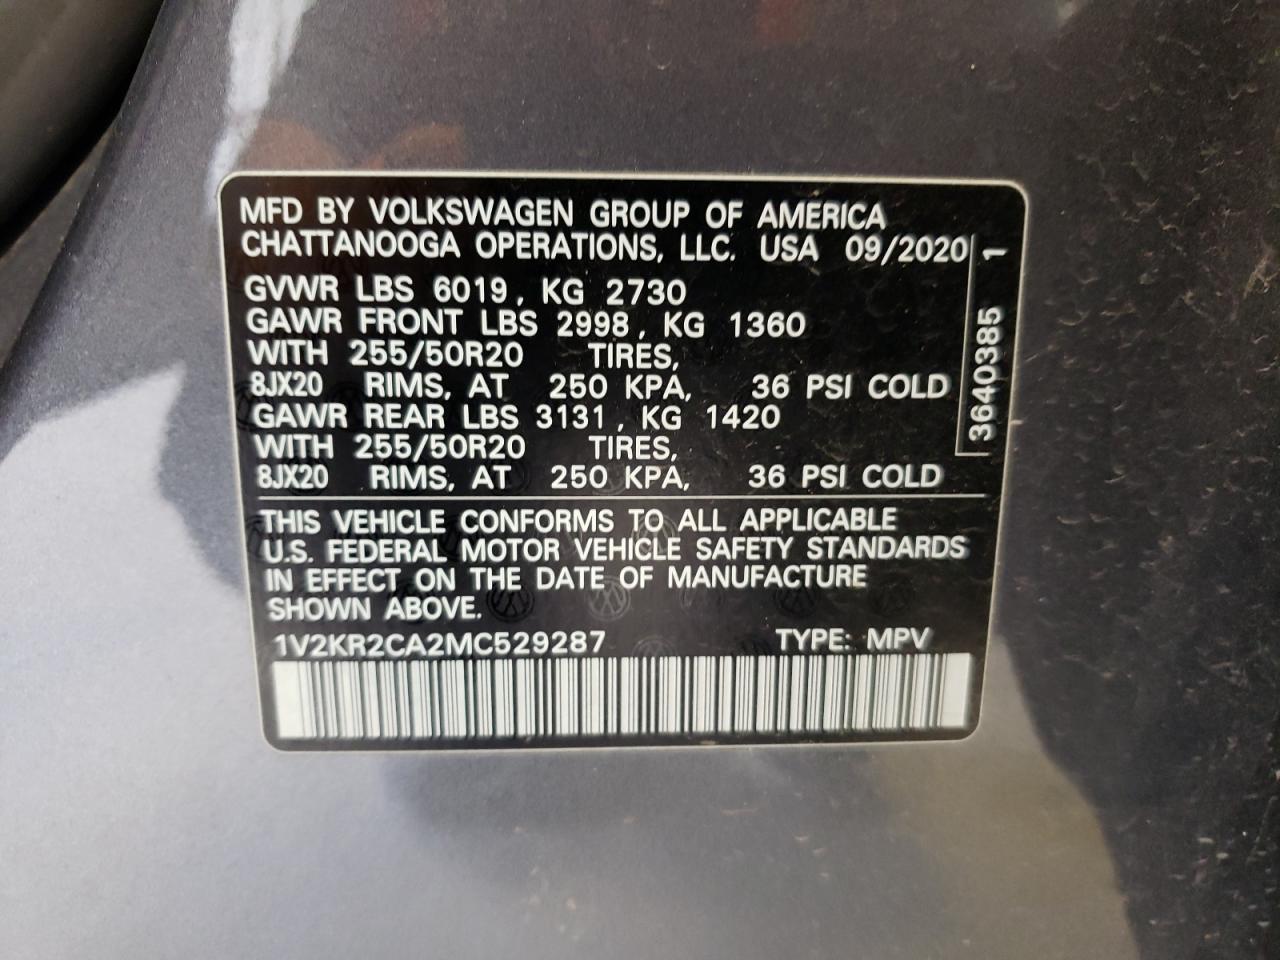 MFD BY VOLKSWAGEN GROUP OF AMERICA
CHATTANOOGA OPERATIONS, LLC. USA 09/2020
GVWR LBS 6019, KG 2730
GAWR FRONT LBS 2998, KG 1360
WITH 255/50R20 TIRES,
8JX20 RIMS, AT 250 KPA, 36 PSI COLD
GAWR REAR LBS 3131, KG 1420
WITH 255/50R20 TIRES,
8JX20 RIMS, AT 250 KPA, 36 PSI COLD
3640385 1
THIS VEHICLE CONFORMS TO ALL APPLICABLE
U.S. FEDERAL MOTOR VEHICLE SAFETY STANDARDS
IN EFFECT ON THE DATE OF MANUFACTURE
SHOWN ABOVE.
1V2KR2CA2MC529287 TYPE: MPV